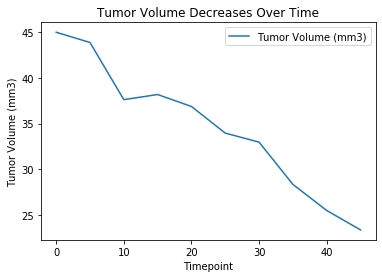 Tumor Volume Decreases Over Time
Tumor Volume (mm3)
Tumor Volume (mm3)
45
40
35
30
25
0 10 20 30 40
Timepoint